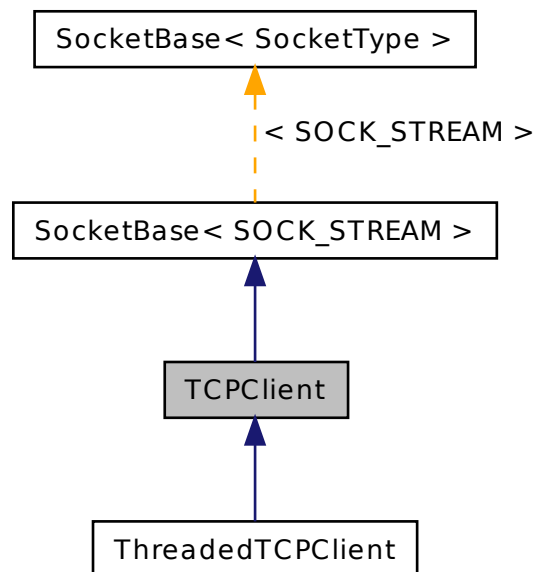 SocketBase< SocketType >
< SOCK_STREAM >
SocketBase< SOCK_STREAM >
TCPClient
ThreadedTCPClient